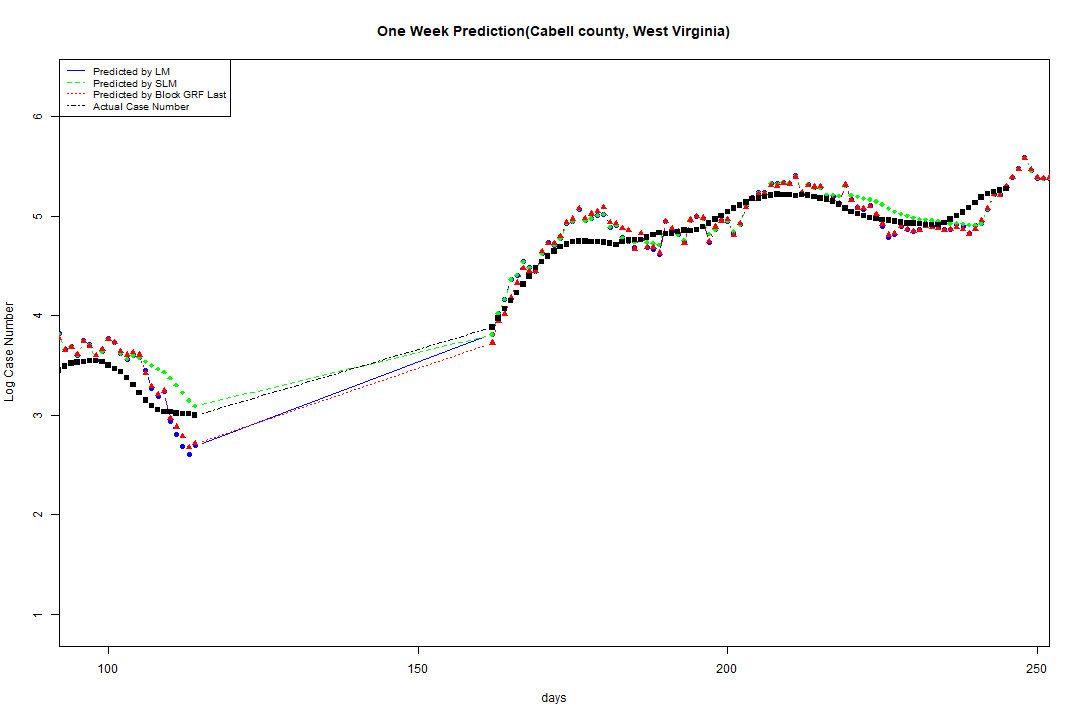 One Week Prediction(Cabell county, West Virginia)
Predicted by LM
Predicted by SLM
Predicted by Block GRF Last
Actual Case Number
6
5
4
3
2
1
Log Case Number
100 150 200 250
days